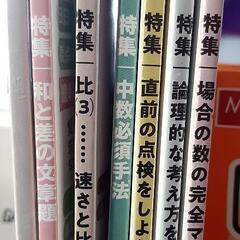 特集 和と差の文章題
特集 比(3)……速さと比
特集 中数必須手法
特集 直前の点検をしよ
特集 論理的な考え方を
特集 場合の数の完全マ